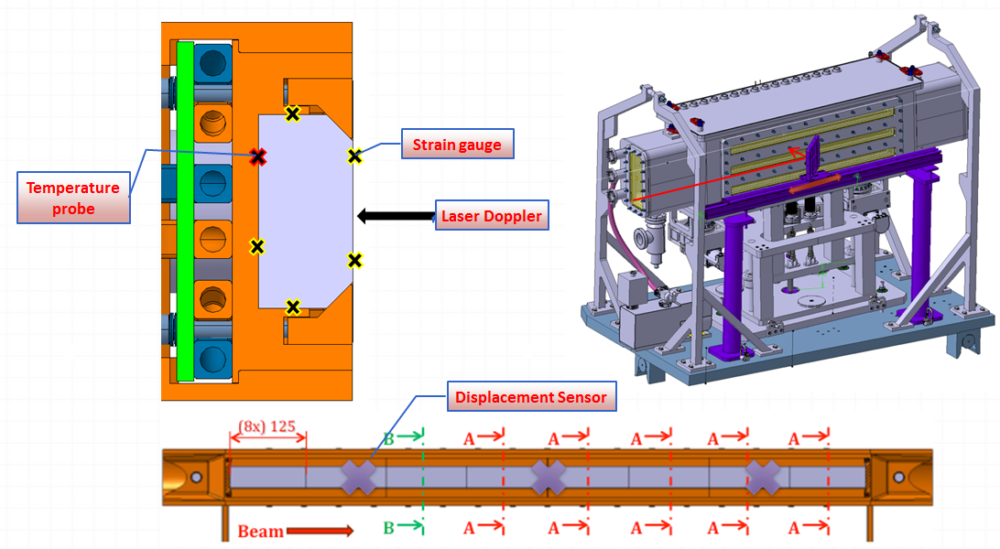 Strain gauge
Temperature
probe
Laser Doppler
Displacement Sensor
(8x) 125
B A A A A A
B A A A A A
Beam